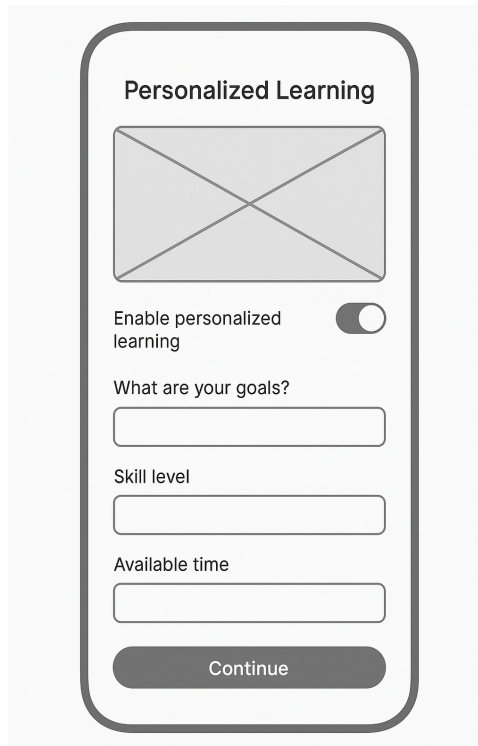 Personalized Learning
Enable personalized
learning
What are your goals?
Skill level
Available time
Continue